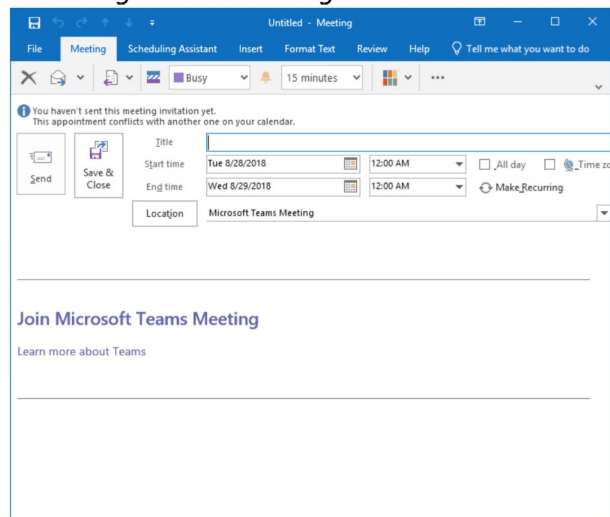 Untitled - Meeting
File Meeting Scheduling Assistant Insert Format Text Review Help Tell me what you want to do
Busy 15 minutes
You haven't sent this meeting invitation yet.
This appointment conflicts with another one on your calendar.
Send
Save & Close
Title
Start time Tue 8/28/2018 12:00 AM All day
End time Wed 8/29/2018 12:00 AM Make Recurring
Location Microsoft Teams Meeting
Join Microsoft Teams Meeting
Learn more about Teams